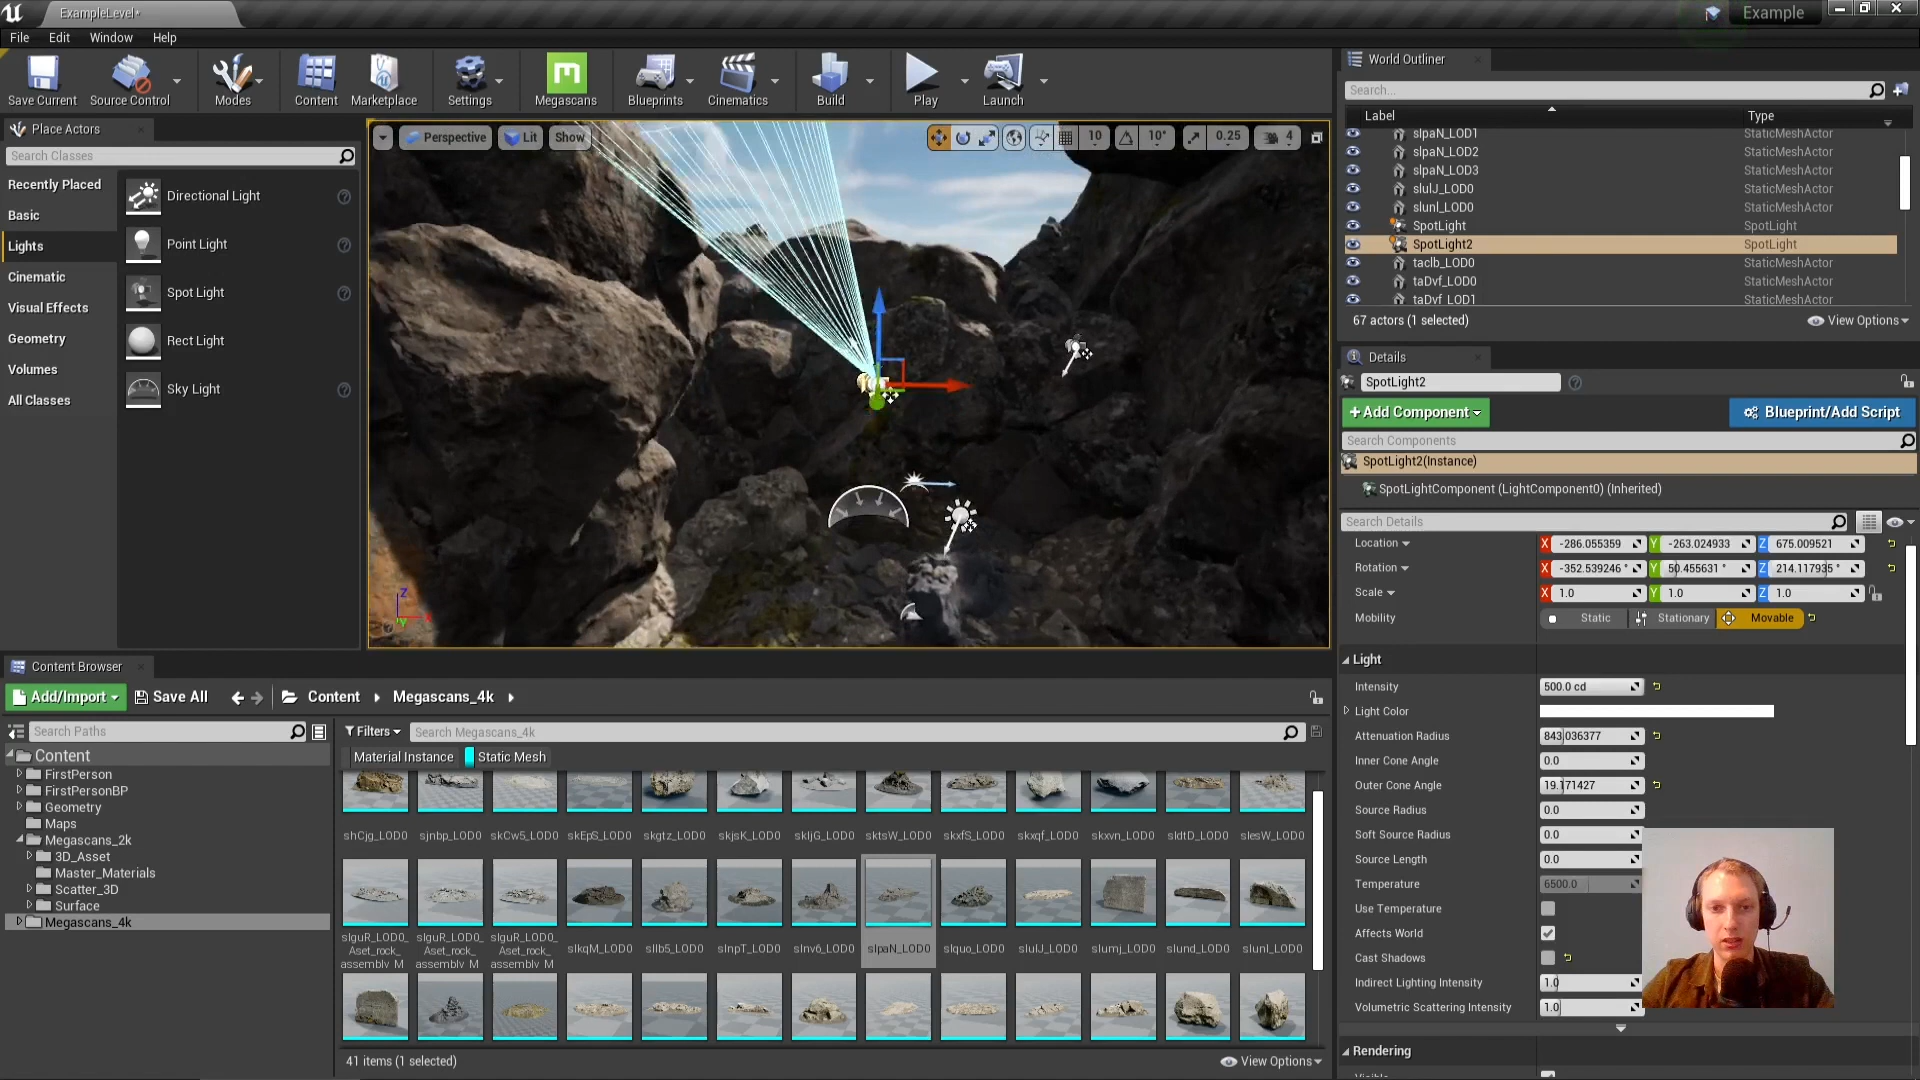 ExampleLevel*
Example
File Edit Window Help
Save Current
Source Control
Modes
Content
Marketplace
Settings
Megascans
Blueprints
Cinematics
Build
Play
Launch
Place Actors
Search Classes
Recently Placed
Basic
Lights
Cinematic
Visual Effects
Geometry
Volumes
All Classes
Directional Light
Point Light
Spot Light
Rect Light
Sky Light
Perspective
Lit
Show
10
10°
0.25
4
World Outliner
Search...
Label Type
slpaN_LOD1 StaticMeshActor
slpaN_LOD2 StaticMeshActor
slpaN_LOD3 StaticMeshActor
slulJ_LOD0 StaticMeshActor
slunl_LOD0 StaticMeshActor
SpotLight SpotLight
SpotLight2 SpotLight
taclb_LOD0 StaticMeshActor
taDvf_LOD0 StaticMeshActor
taDvf_LOD1 StaticMeshActor
67 actors (1 selected)
View Options
Details
SpotLight2
+Add Component
Blueprint/Add Script
Search Components
SpotLight2(Instance)
SpotLightComponent (LightComponent0) (Inherited)
Search Details
Location X -286.055359 Y -263.024933 Z 675.009521
Rotation X -352.539246 ° Y 50.455631 ° Z 214.117935 °
Scale X 1.0 Y 1.0 Z 1.0
Mobility Static Stationary Movable
Light
Intensity 500.0 cd
Light Color
Attenuation Radius 843.036377
Inner Cone Angle 0.0
Outer Cone Angle 19.171427
Source Radius 0.0
Soft Source Radius 0.0
Source Length 0.0
Temperature 6500.0
Use Temperature
Affects World
Cast Shadows
Indirect Lighting Intensity 1.0
Volumetric Scattering Intensity 1.0
Rendering
Content Browser
Add/Import
Save All
Content
Megascans_4k
Search Paths
Filters
Search Megascans_4k
Material Instance
Static Mesh
Content
FirstPerson
FirstPersonBP
Geometry
Maps
Megascans_2k
3D_Asset
Master_Materials
Scatter_3D
Surface
Megascans_4k
shCjg_LOD0 sjnbp_LOD0 skCw5_LOD0 skEpS_LOD0 skgtz_LOD0 skjsK_LOD0 skljG_LOD0 sktsW_LOD0 skxfS_LOD0 skxqf_LOD0 skxvn_LOD0 sldtD_LOD0 slesW_LOD0
slguR_LOD0_ slguR_LOD0_ slguR_LOD0_ slkqM_LOD0 sllb5_LOD0 slnpT_LOD0 slnv6_LOD0 slpaN_LOD0 slquo_LOD0 slulJ_LOD0 slumj_LOD0 slund_LOD0 slunl_LOD0
Aset_rock_ Aset_rock_ Aset_rock_
assembly_M assembly_M assembly_M
41 items (1 selected)
View Options